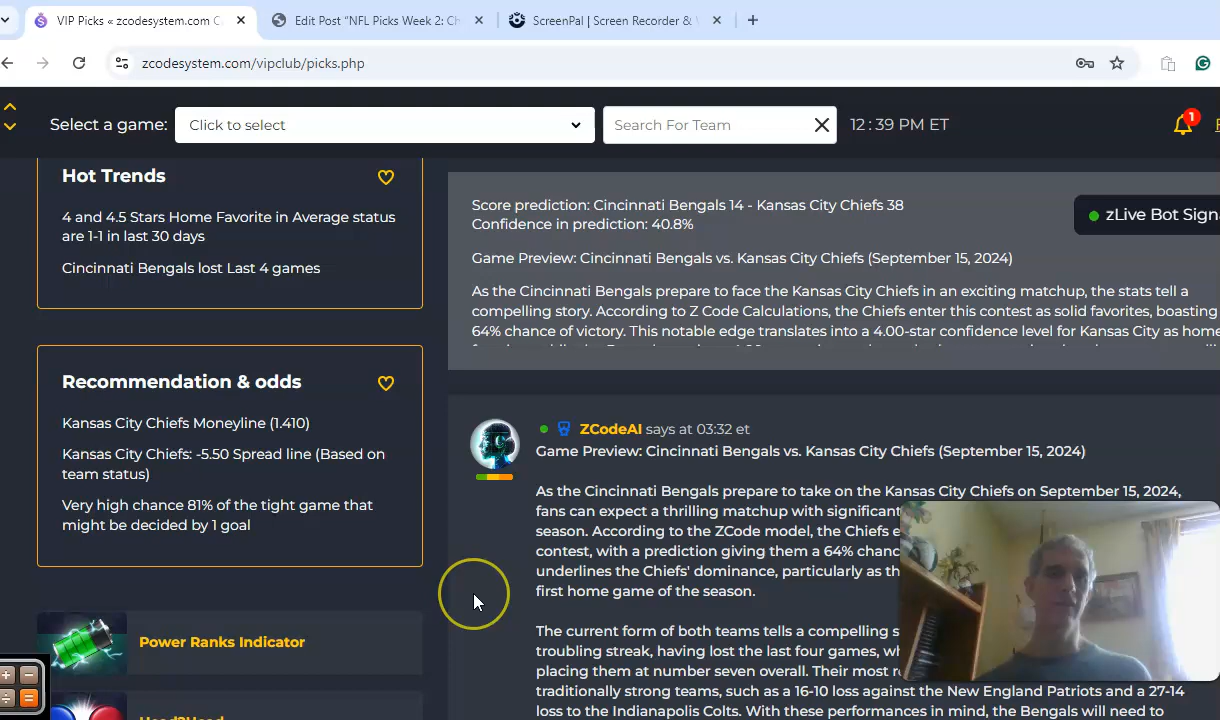 VIP Picks « zcodesystem.com C
Edit Post “NFL Picks Week 2: Ch
ScreenPal | Screen Recorder &
zcodesystem.com/vipclub/picks.php
Select a game:
Click to select
Search For Team
12 : 39 PM ET
1
Hot Trends
4 and 4.5 Stars Home Favorite in Average status
are 1-1 in last 30 days
Cincinnati Bengals lost Last 4 games
Recommendation & odds
Kansas City Chiefs Moneyline (1.410)
Kansas City Chiefs: -5.50 Spread line (Based on
team status)
Very high chance 81% of the tight game that
might be decided by 1 goal
Power Ranks Indicator
Score prediction: Cincinnati Bengals 14 - Kansas City Chiefs 38
Confidence in prediction: 40.8%
zLive Bot Sign
Game Preview: Cincinnati Bengals vs. Kansas City Chiefs (September 15, 2024)
As the Cincinnati Bengals prepare to face the Kansas City Chiefs in an exciting matchup, the stats tell a
compelling story. According to Z Code Calculations, the Chiefs enter this contest as solid favorites, boasting
64% chance of victory. This notable edge translates into a 4.00-star confidence level for Kansas City as home
ZCodeAI says at 03:32 et
Game Preview: Cincinnati Bengals vs. Kansas City Chiefs (September 15, 2024)
As the Cincinnati Bengals prepare to take on the Kansas City Chiefs on September 15, 2024,
fans can expect a thrilling matchup with significant
season. According to the ZCode model, the Chiefs e
contest, with a prediction giving them a 64% chanc
underlines the Chiefs' dominance, particularly as th
first home game of the season.
The current form of both teams tells a compelling s
troubling streak, having lost the last four games, w
placing them at number seven overall. Their most r
traditionally strong teams, such as a 16-10 loss against the New England Patriots and a 27-14
loss to the Indianapolis Colts. With these performances in mind, the Bengals will need to